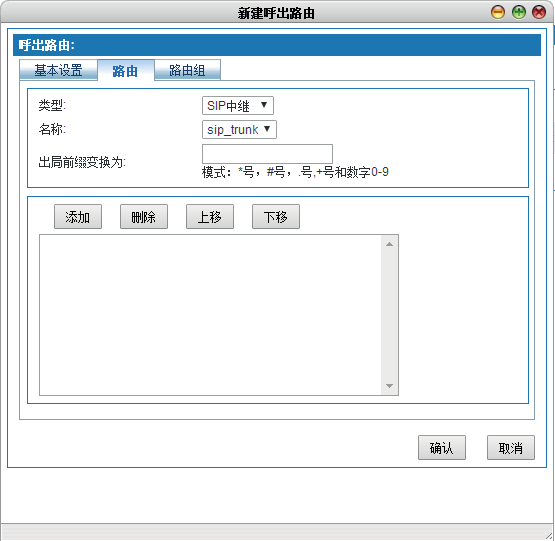 新建呼出路由
呼出路由:
基本设置 路由 路由组
类型: SIP中继
名称: sip_trunk
出局前缀变换为:
模式：*号，#号，.号,+号和数字0-9
添加 删除 上移 下移
确认 取消